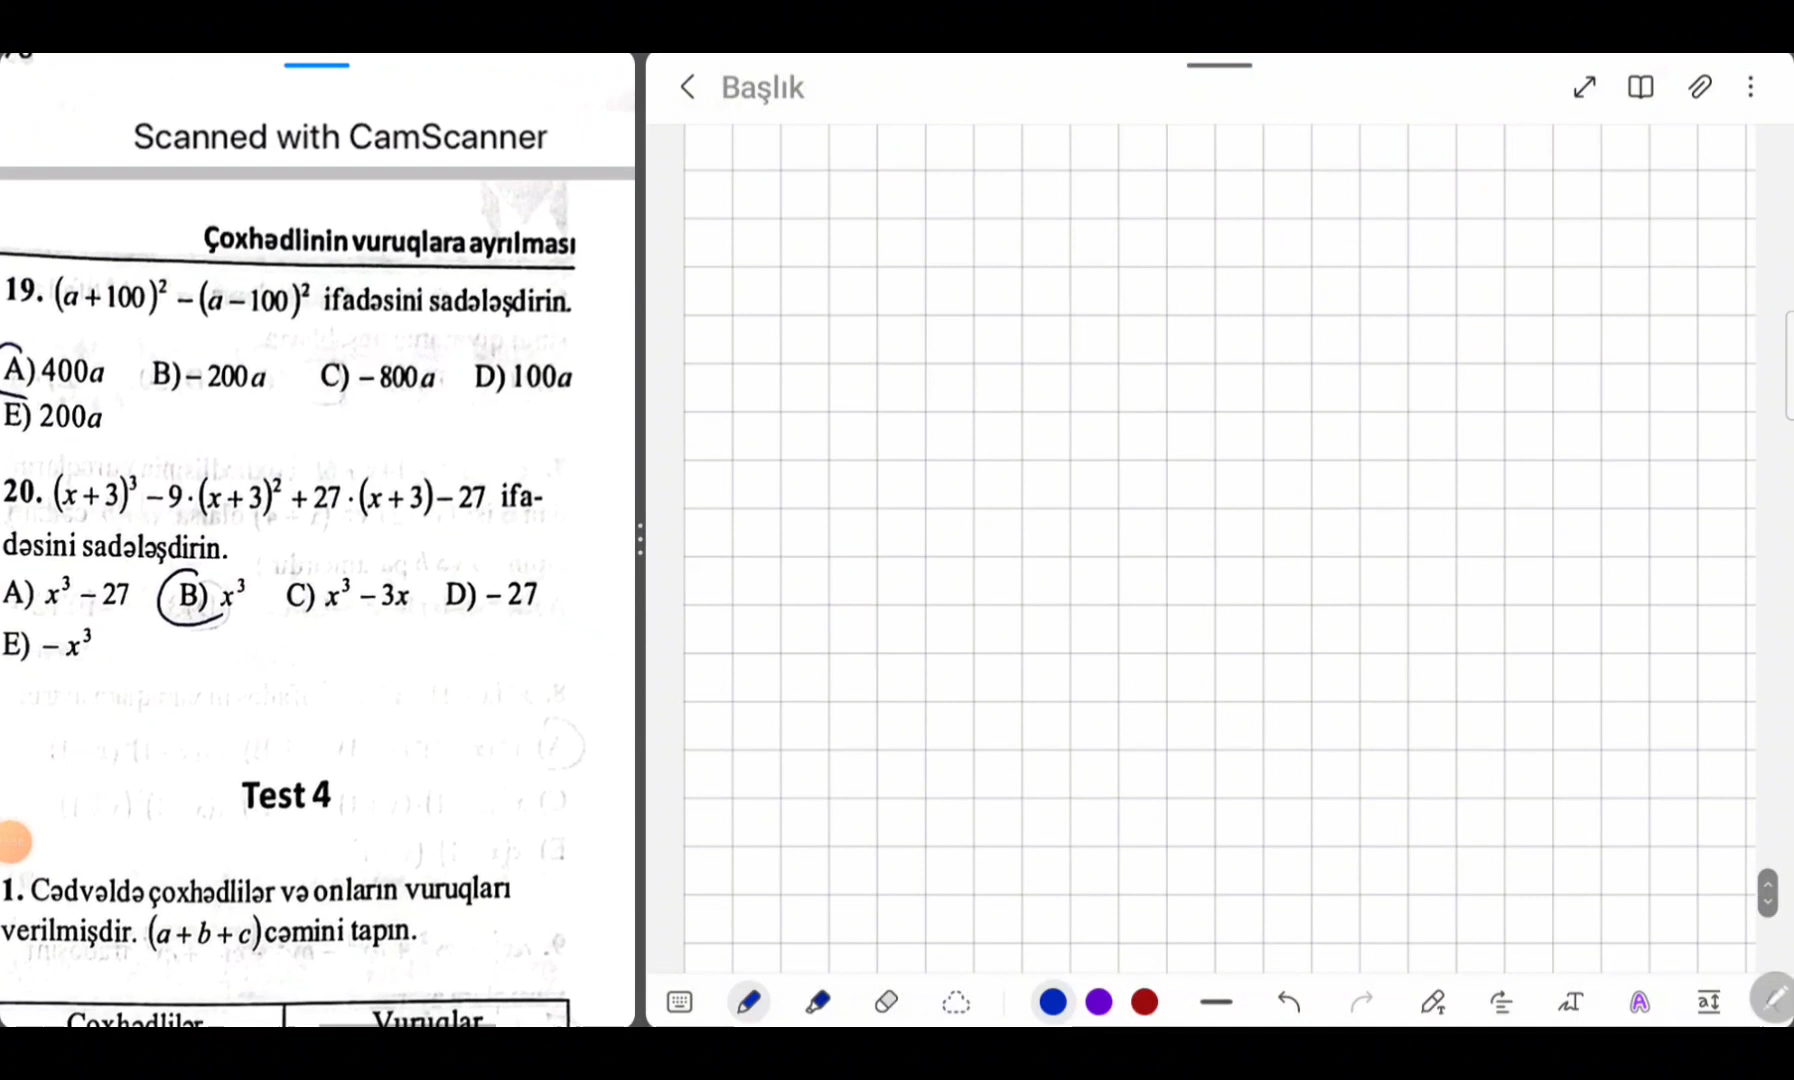 Scanned with CamScanner
Çoxhədlinin vuruqlara ayrılması
19. (a+100)² – (a–100)² ifadəsini sadələşdirin.
A) 400a B) –200a C) –800a D) 100a
E) 200a
20. (x+3)³ – 9·(x+3)² + 27·(x+3) – 27 ifa-
dəsini sadələşdirin.
A) x³ – 27 B) x³ C) x³ – 3x D) – 27
E) – x³
Test 4
1. Cədvəldə çoxhədlilər və onların vuruqları
verilmişdir. (a + b + c) cəmini tapın.
Çoxhədlilər Vuruqlar
Başlık